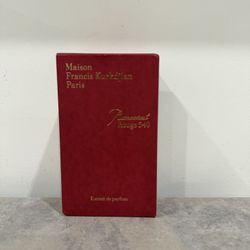 Maison
Francis Kurkdjian
Paris
Baccarat
Rouge 540
Extrait de parfum